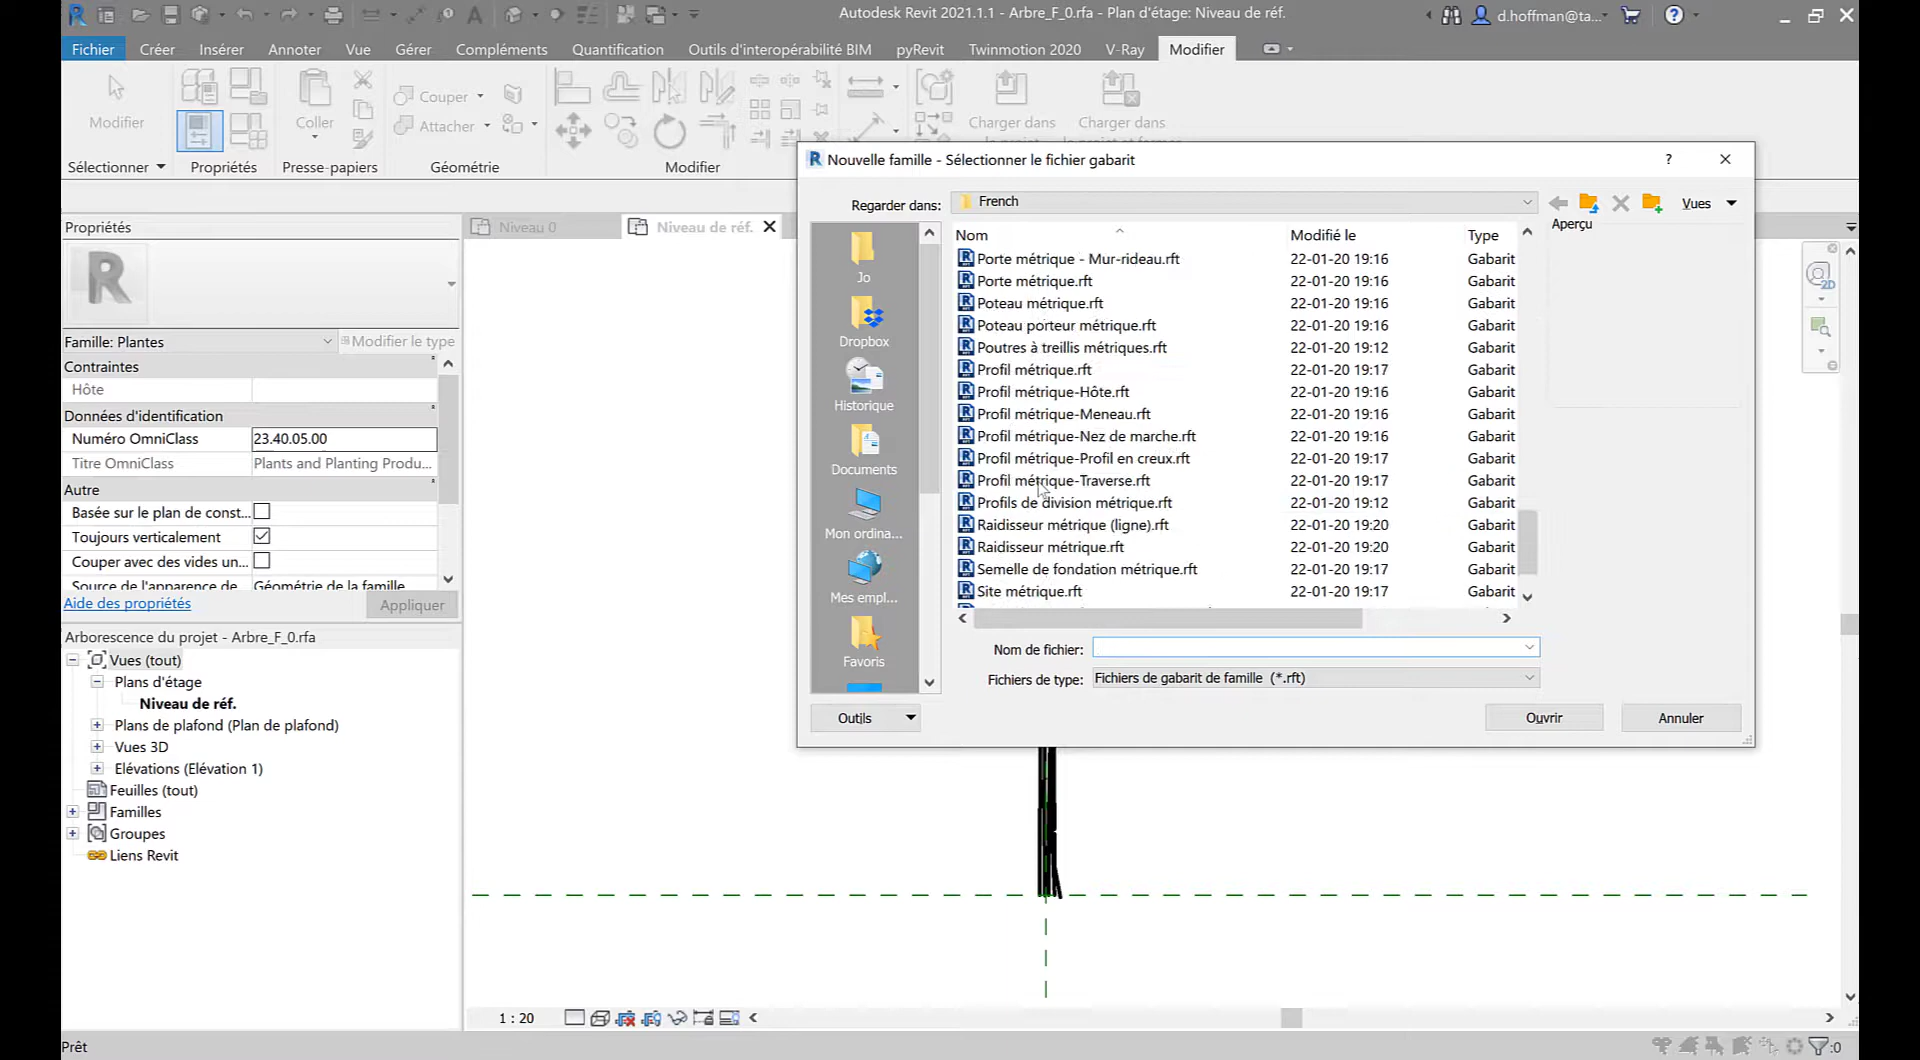 Autodesk Revit 2021.1.1 - Arbre_F_0.rfa - Plan d'étage: Niveau de réf.
d.hoffman@ta...
Fichier Créer Insérer Annoter Vue Gérer Compléments Quantification Outils d'interopérabilité BIM pyRevit Twinmotion 2020 V-Ray Modifier
Modifier
Coller
Couper
Attacher
Charger dans
Charger dans
Sélectionner
Propriétés
Presse-papiers
Géométrie
Modifier
Propriétés
Famille: Plantes
Modifier le type
Contraintes
Hôte
Données d'identification
Numéro OmniClass 23.40.05.00
Titre OmniClass Plants and Planting Produ...
Autre
Basée sur le plan de const...
Toujours verticalement
Couper avec des vides un...
Source de l'apparence de Géométrie de la famille
Aide des propriétés
Appliquer
Arborescence du projet - Arbre_F_0.rfa
Vues (tout)
Plans d'étage
Niveau de réf.
Plans de plafond (Plan de plafond)
Vues 3D
Elévations (Elévation 1)
Feuilles (tout)
Familles
Groupes
Liens Revit
Niveau 0
Niveau de réf.
Nouvelle famille - Sélectionner le fichier gabarit
Regarder dans: French
Vues
Aperçu
Jo
Dropbox
Historique
Documents
Mon ordina...
Mes empl...
Favoris
Nom Modifié le Type
Porte métrique - Mur-rideau.rft 22-01-20 19:16 Gabarit
Porte métrique.rft 22-01-20 19:16 Gabarit
Poteau métrique.rft 22-01-20 19:16 Gabarit
Poteau porteur métrique.rft 22-01-20 19:16 Gabarit
Poutres à treillis métriques.rft 22-01-20 19:12 Gabarit
Profil métrique.rft 22-01-20 19:17 Gabarit
Profil métrique-Hôte.rft 22-01-20 19:16 Gabarit
Profil métrique-Meneau.rft 22-01-20 19:16 Gabarit
Profil métrique-Nez de marche.rft 22-01-20 19:16 Gabarit
Profil métrique-Profil en creux.rft 22-01-20 19:17 Gabarit
Profil métrique-Traverse.rft 22-01-20 19:17 Gabarit
Profils de division métrique.rft 22-01-20 19:12 Gabarit
Raidisseur métrique (ligne).rft 22-01-20 19:20 Gabarit
Raidisseur métrique.rft 22-01-20 19:20 Gabarit
Semelle de fondation métrique.rft 22-01-20 19:17 Gabarit
Site métrique.rft 22-01-20 19:17 Gabarit
Nom de fichier:
Fichiers de type: Fichiers de gabarit de famille (*.rft)
Outils
Ouvrir
Annuler
2D
1 : 20
Prêt
:0